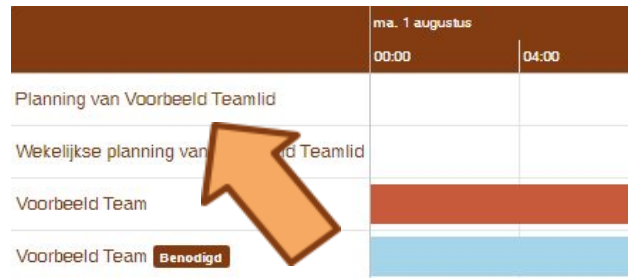 ma. 1 augustus
00:00 04:00
Planning van Voorbeeld Teamlid
Wekelijkse planning van Teamlid
Voorbeeld Team
Voorbeeld Team Benodigd